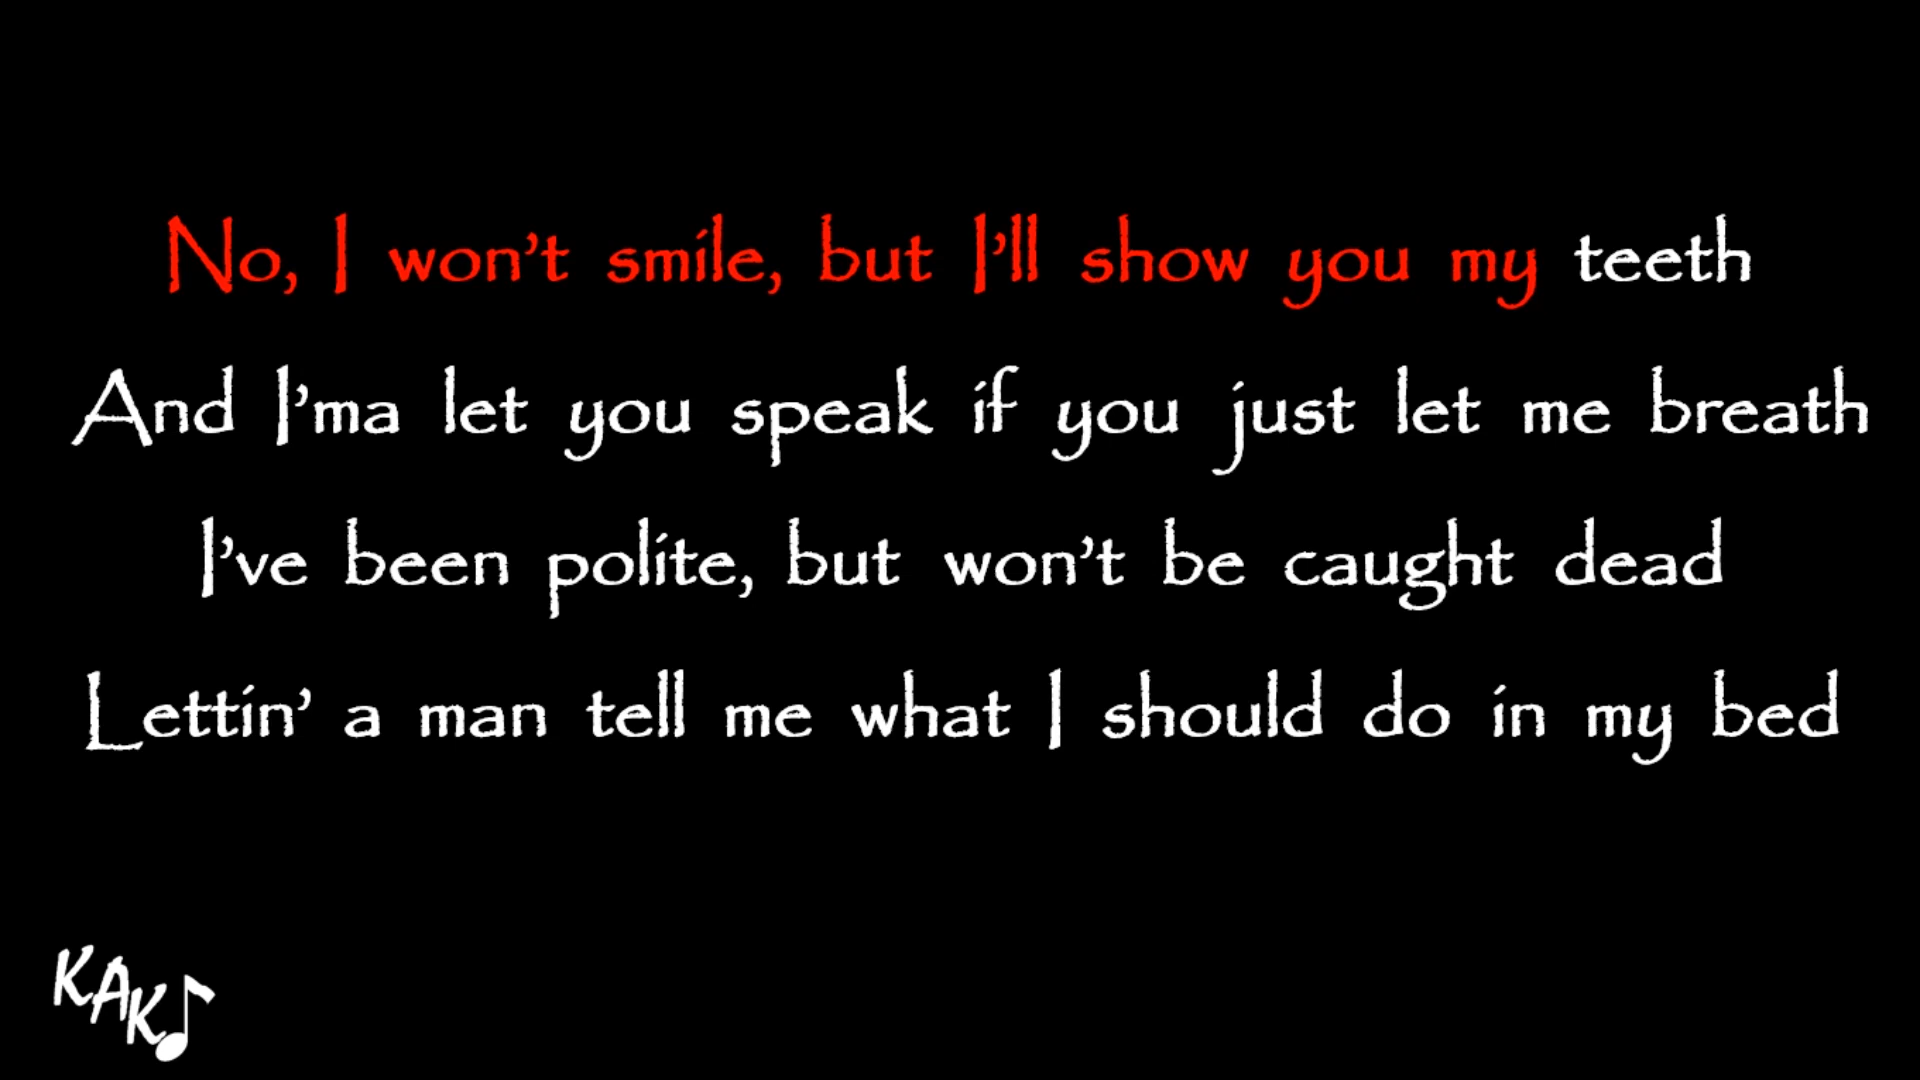 No, I won't smile, but I'll show you my teeth
And I'ma let you speak if you just let me breath
I've been polite, but won't be caught dead
Lettin' a man tell me what I should do in my bed
KAK